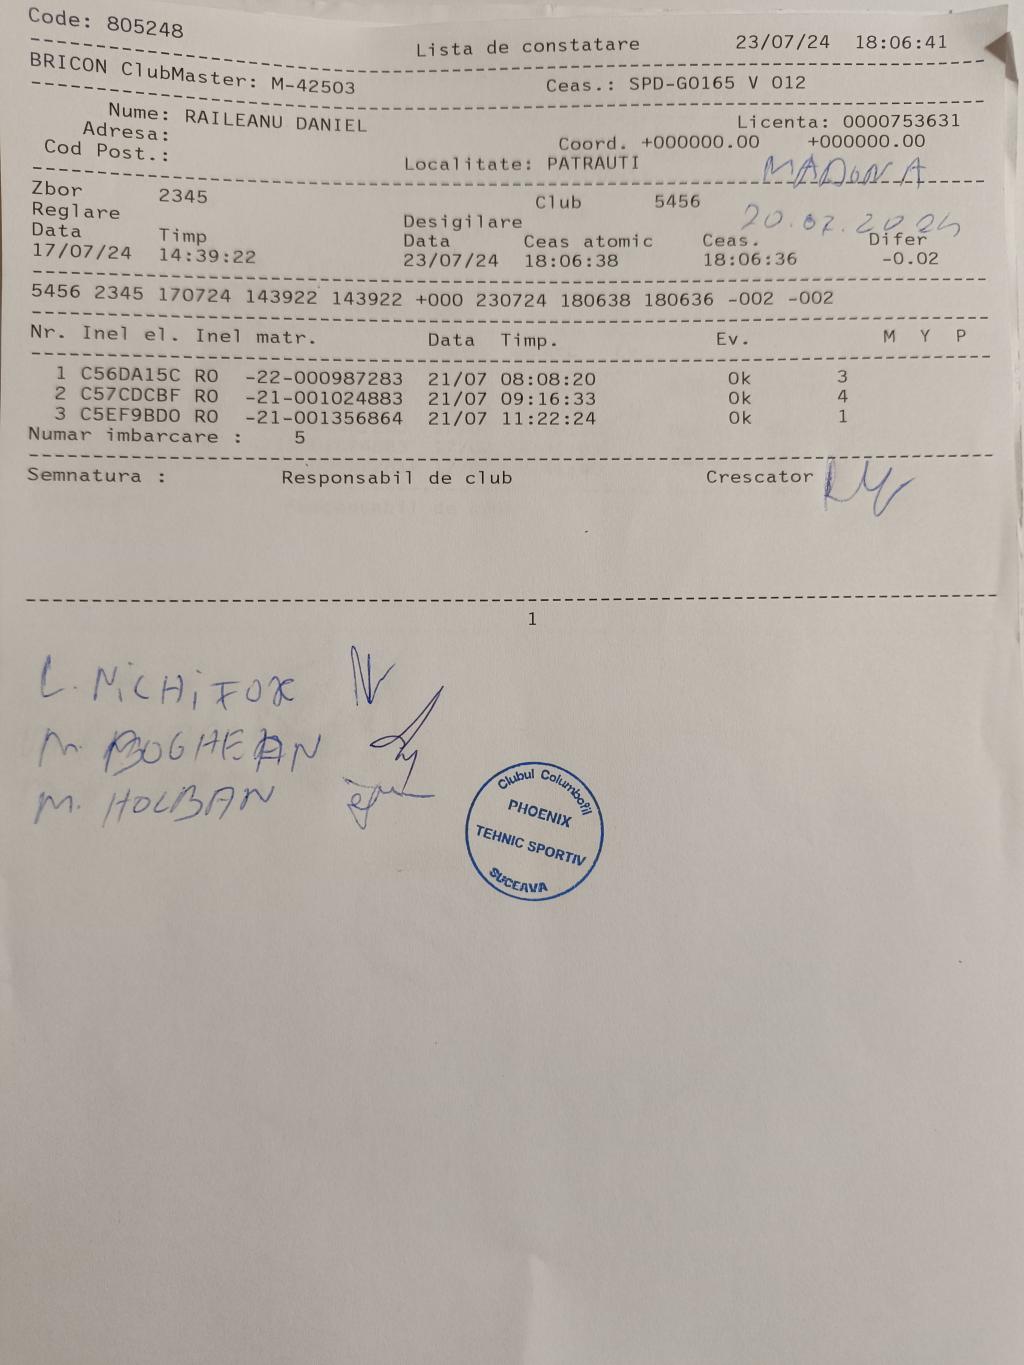 Code: 805248
Lista de constatare 23/07/24 18:06:41
BRICON ClubMaster: M-42503 Ceas.: SPD-G0165 V 012
Nume: RAILEANU DANIEL Licenta: 0000753631
Adresa: Coord. +000000.00 +000000.00
Cod Post.: Localitate: PATRAUTI
MADONA
Zbor 2345 Club 5456
20.07.2024
Reglare Desigilare
Data Timp Data Ceas atomic Ceas. Difer
17/07/24 14:39:22 23/07/24 18:06:38 18:06:36 -0.02
5456 2345 170724 143922 143922 +000 230724 180638 180636 -002 -002
Nr. Inel el. Inel matr. Data Timp. Ev. M Y P
1 C56DA15C RO -22-000987283 21/07 08:08:20 Ok 3
2 C57CDCBF RO -21-001024883 21/07 09:16:33 Ok 4
3 C5EF9BD0 RO -21-001356864 21/07 11:22:24 Ok 1
Numar imbarcare : 5
Semnatura : Responsabil de club Crescator
1
L. NiCHiFOR
M. BOGHEAN
M. HOLBAN
Clubul Columbofil
PHOENIX
TEHNIC SPORTIV
SUCEAVA